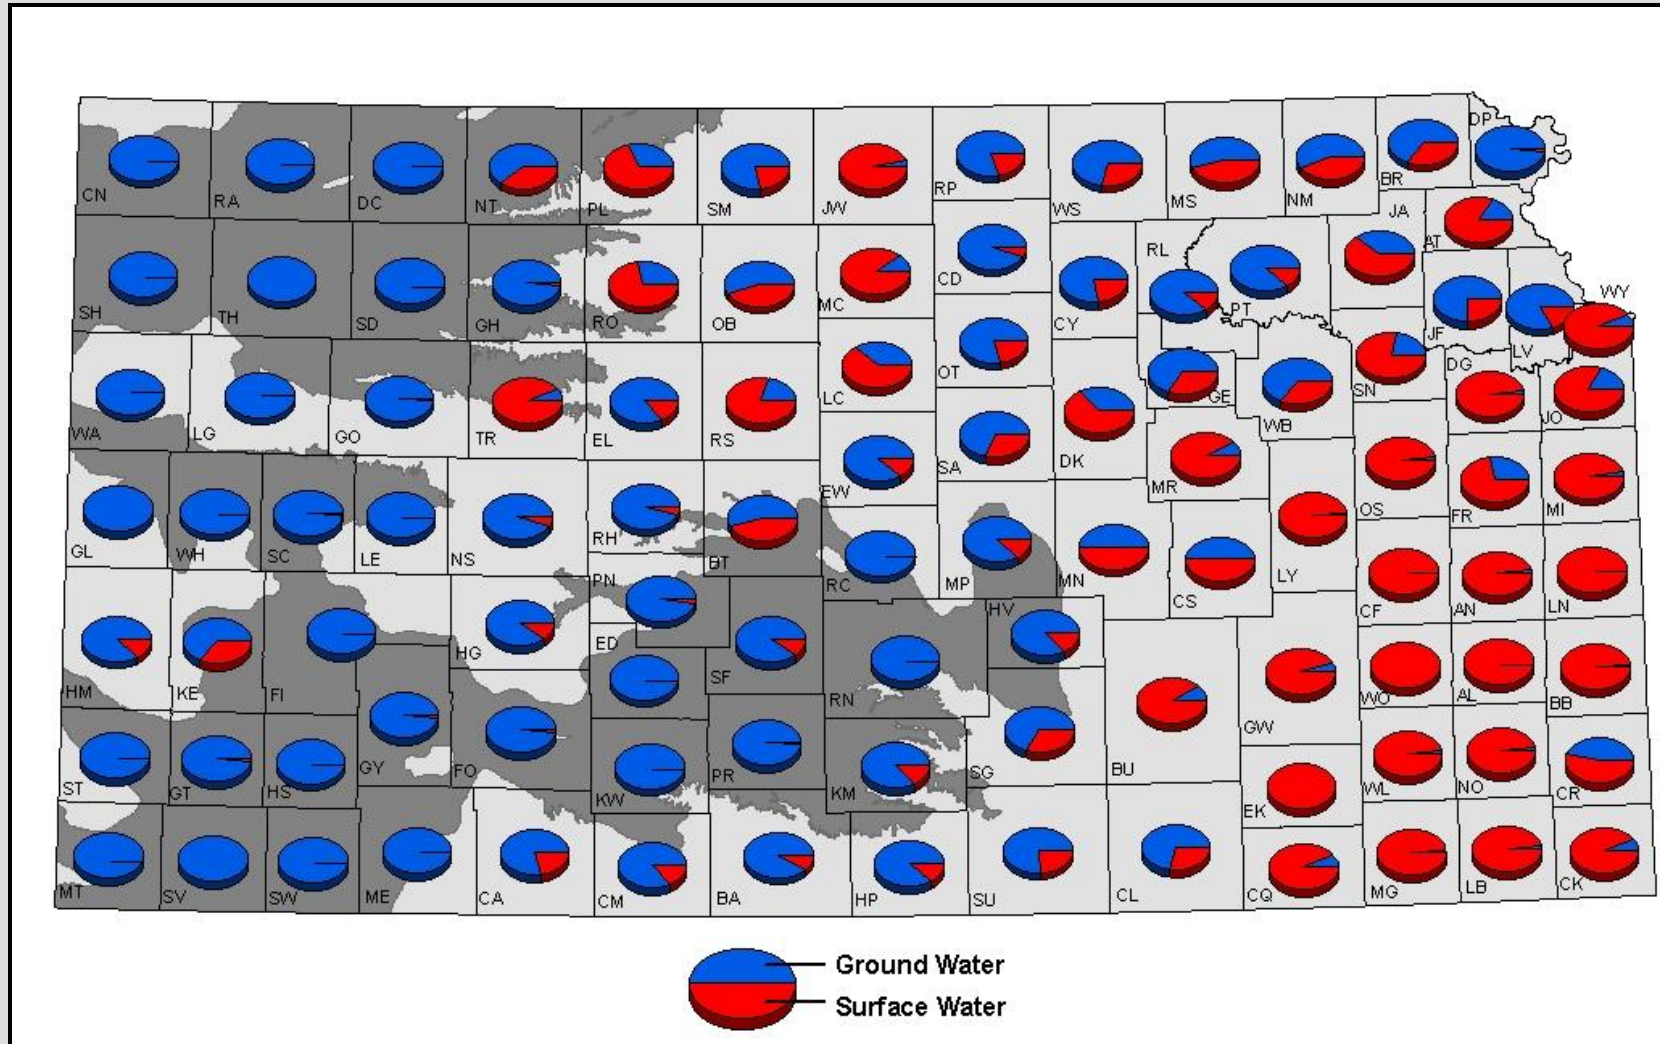 DP
CN
RA
DC
NT
PL
SM
JW
RP
WS
MS
NM
BR
JA
AT
RL
SH
TH
SD
GH
RO
OB
MC
CD
CY
PT
JF
LV
WY
WA
LG
GO
TR
EL
RS
LC
OT
GE
WB
SN
DG
JO
GL
WH
SC
LE
NS
RH
BT
EW
SA
DK
MR
OS
FR
MI
PN
RC
MP
MN
CS
LY
CF
AN
LN
HM
KE
FI
HG
ED
SF
RN
HV
GW
WO
AL
BB
ST
GT
HS
GY
FO
KW
PR
KM
SG
BU
EK
WL
NO
CR
MT
SV
SW
ME
CA
CM
BA
HP
SU
CL
CQ
MG
LB
CK
Ground Water
Surface Water